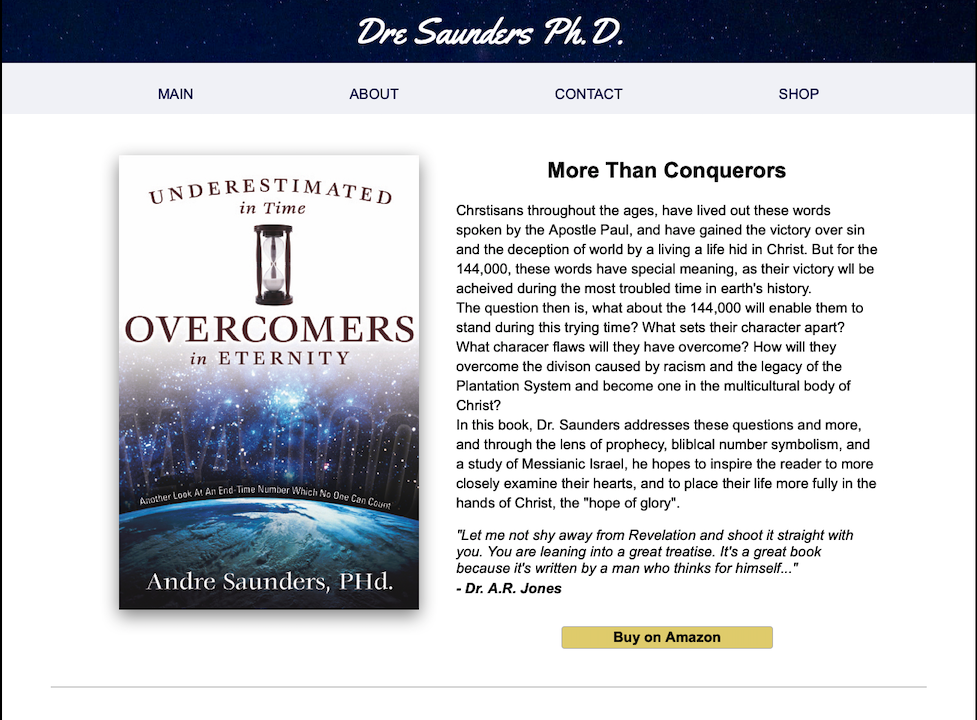 Dre Saunders Ph.D.
MAIN ABOUT CONTACT SHOP
UNDERESTIMATED
in Time
OVERCOMERS
in ETERNITY
Another Look At An End-Time Number Which No One Can Count
Andre Saunders, PHd.
More Than Conquerors
Chrstisans throughout the ages, have lived out these words
spoken by the Apostle Paul, and have gained the victory over sin
and the deception of world by a living a life hid in Christ. But for the
144,000, these words have special meaning, as their victory wll be
acheived during the most troubled time in earth's history.
The question then is, what about the 144,000 will enable them to
stand during this trying time? What sets their character apart?
What characer flaws will they have overcome? How will they
overcome the divison caused by racism and the legacy of the
Plantation System and become one in the multicultural body of
Christ?
In this book, Dr. Saunders addresses these questions and more,
and through the lens of prophecy, bliblcal number symbolism, and
a study of Messianic Israel, he hopes to inspire the reader to more
closely examine their hearts, and to place their life more fully in the
hands of Christ, the "hope of glory".
"Let me not shy away from Revelation and shoot it straight with
you. You are leaning into a great treatise. It's a great book
because it's written by a man who thinks for himself..."
- Dr. A.R. Jones
Buy on Amazon